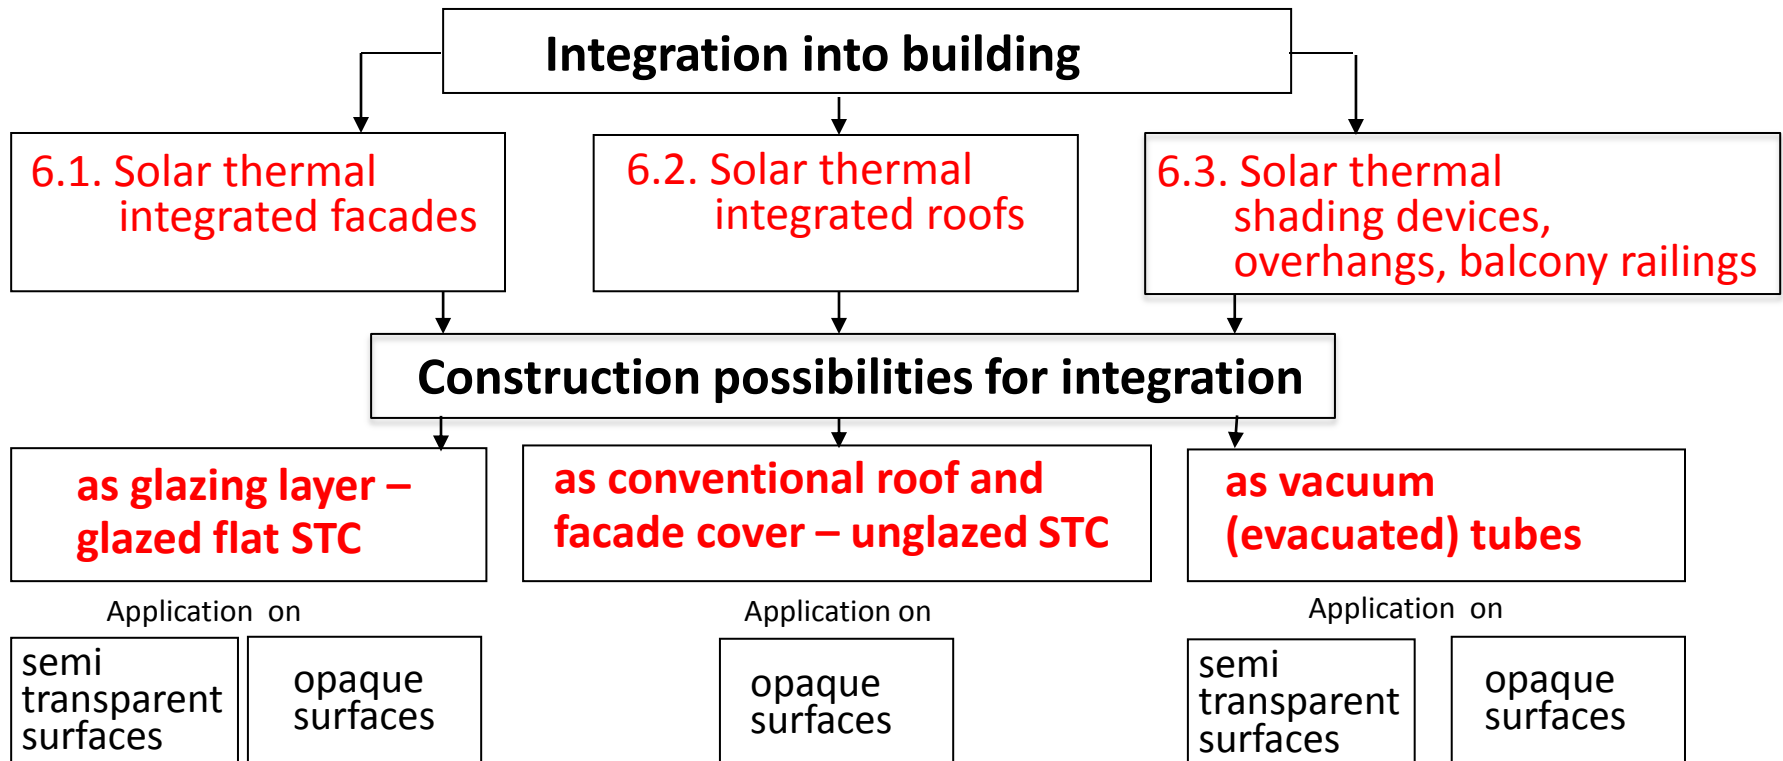 Integration into building
6.1. Solar thermal
integrated facades
6.2. Solar thermal
integrated roofs
6.3. Solar thermal
shading devices,
overhangs, balcony railings
Construction possibilities for integration
as glazing layer –
glazed flat STC
as conventional roof and
facade cover – unglazed STC
as vacuum
(evacuated) tubes
Application on
semi
transparent
surfaces
opaque
surfaces
Application on
opaque
surfaces
Application on
semi
transparent
surfaces
opaque
surfaces